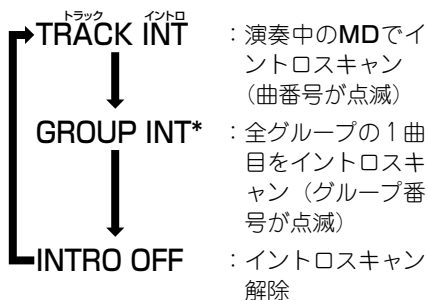 トラック イントロ
TRACK INT
：演奏中のMDでイ
ントロスキャン
（曲番号が点滅）
GROUP INT*
：全グループの１曲
目をイントロスキ
ャン（グループ番
号が点滅）
INTRO OFF
：イントロスキャン
解除